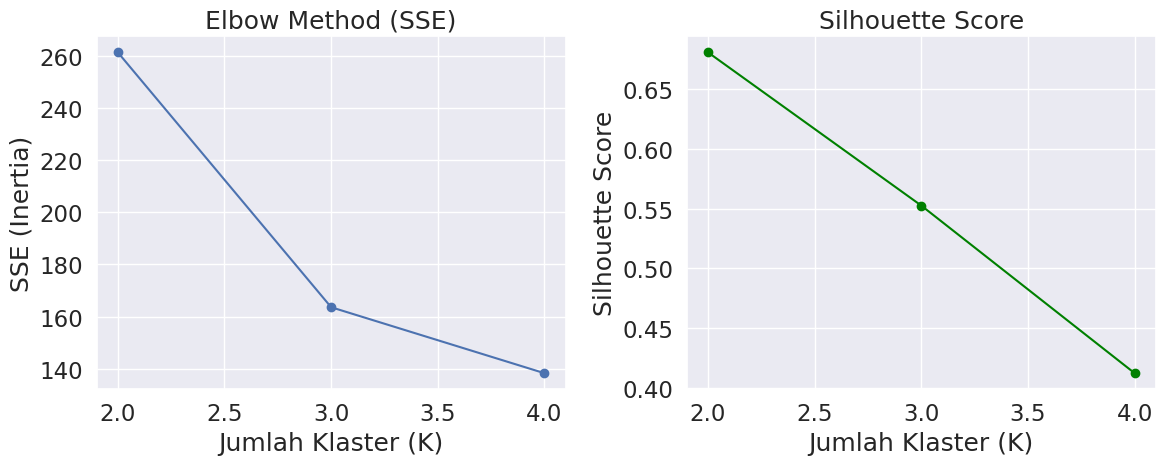 Elbow Method (SSE)
SSE (Inertia)
260
240
220
200
180
160
140
2.0 2.5 3.0 3.5 4.0
Jumlah Klaster (K)
Silhouette Score
Silhouette Score
0.65
0.60
0.55
0.50
0.45
0.40
2.0 2.5 3.0 3.5 4.0
Jumlah Klaster (K)